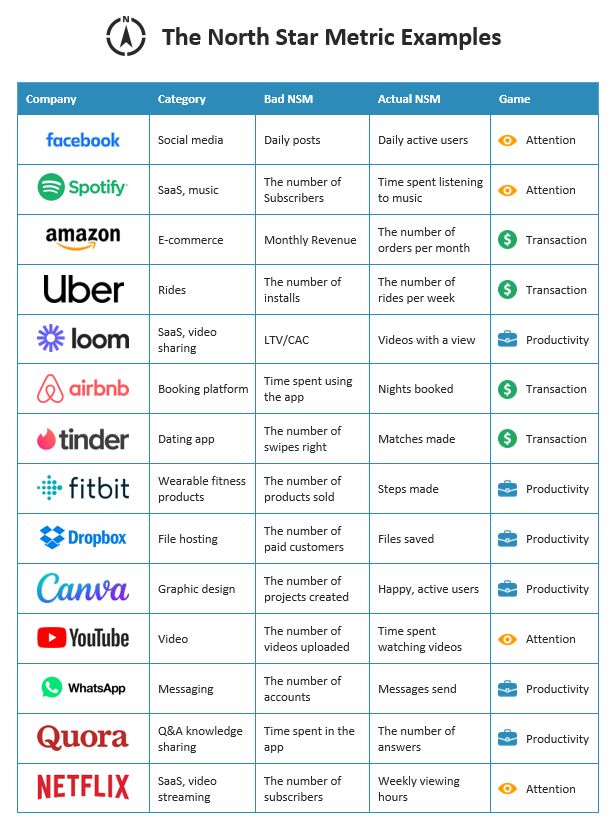 N
The North Star Metric Examples
Company Category Bad NSM Actual NSM Game
facebook Social media Daily posts Daily active users Attention
Spotify SaaS, music The number of
Subscribers Time spent listening
to music Attention
amazon E-commerce Monthly Revenue The number of
orders per month $ Transaction
Uber Rides The number of
installs The number of
rides per week $ Transaction
loom SaaS, video
sharing LTV/CAC Videos with a view Productivity
airbnb Booking platform Time spent using
the app Nights booked $ Transaction
tinder Dating app The number of
swipes right Matches made $ Transaction
fitbit Wearable fitness
products The number of
products sold Steps made Productivity
Dropbox File hosting The number of
paid customers Files saved Productivity
Canva Graphic design The number of
projects created Happy, active users Productivity
YouTube Video The number of
videos uploaded Time spent
watching videos Attention
WhatsApp Messaging The number of
accounts Messages send Productivity
Quora Q&A knowledge
sharing Time spent in the
app The number of
answers Productivity
NETFLIX SaaS, video
streaming The number of
subscribers Weekly viewing
hours Attention